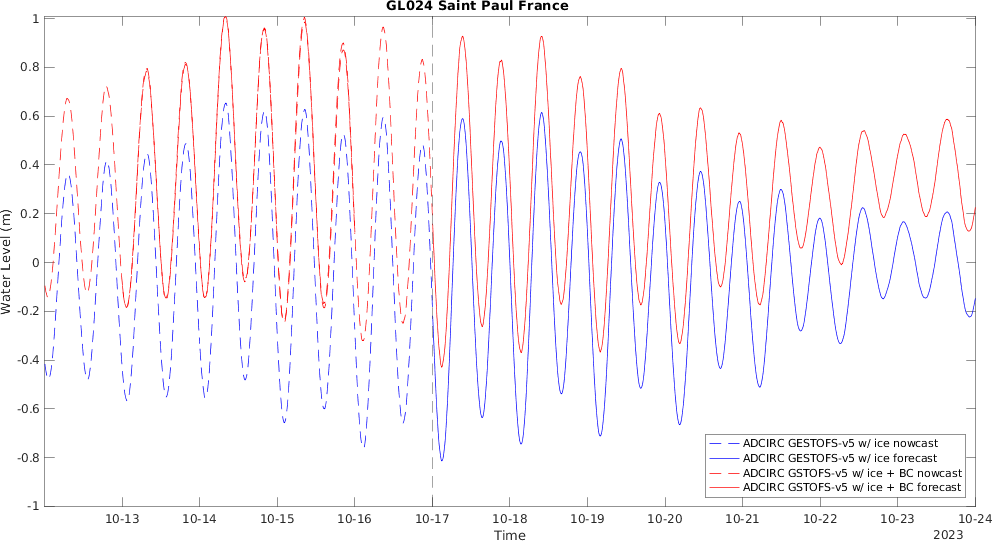 GL024 Saint Paul France
Water Level (m)
1
0.8
0.6
0.4
0.2
0
-0.2
-0.4
-0.6
-0.8
-1
ADCIRC GESTOFS-v5 w/ ice nowcast
ADCIRC GESTOFS-v5 w/ ice forecast
ADCIRC GSTOFS-v5 w/ ice + BC nowcast
ADCIRC GSTOFS-v5 w/ ice + BC forecast
10-13 10-14 10-15 10-16 10-17 10-18 10-19 10-20 10-21 10-22 10-23 10-24
Time
2023